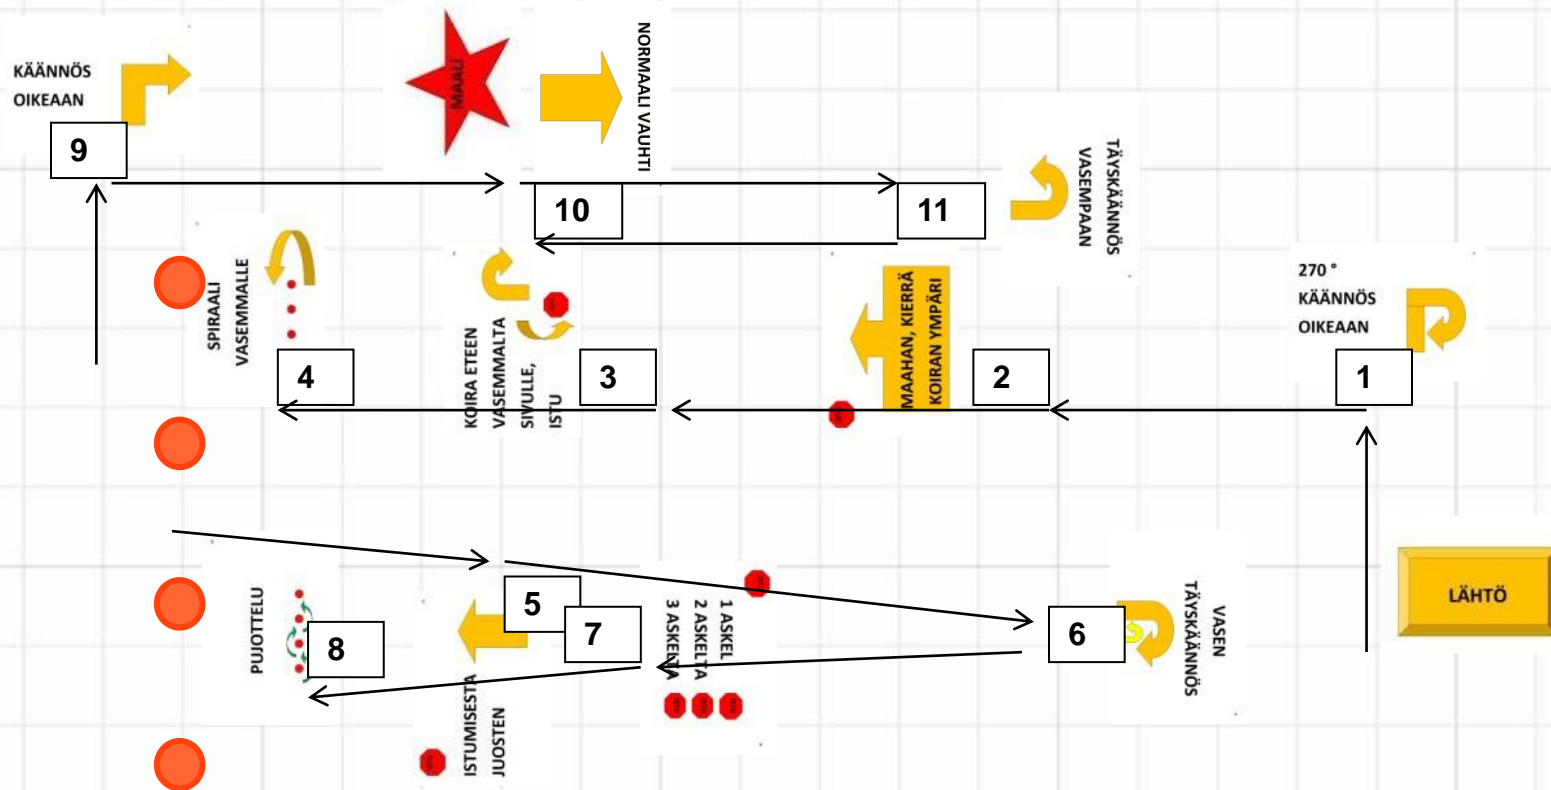 KÄÄNNÖS
OIKEAAN
9
MAALI
NORMAALI VAUHTI
10
11
TÄYSKÄÄNNÖS
VASEMPAAN
SPIRAALI
VASEMMALLE
4
KOIRA ETEEN
VASEMMALTA
SIVULLE,
ISTU
3
MAAHAN, KIERRÄ
KOIRAN YMPÄRI
2
270 °
KÄÄNNÖS
OIKEAAN
1
PUJOTTELU
8
5
7
ISTUMISESTA
JUOSTEN
1 ASKEL
2 ASKELTA
3 ASKELTA
6
VASEN
TÄYSKÄÄNNÖS
LÄHTÖ